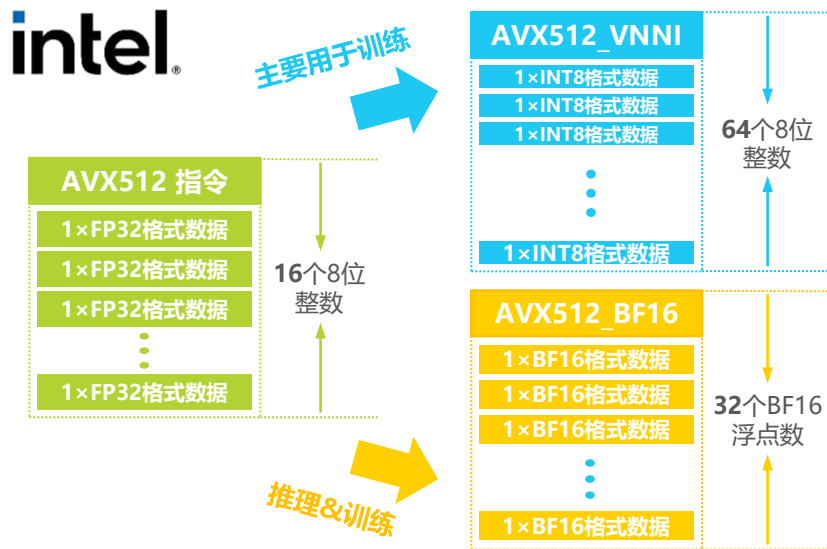 intel.
主要用于训练
AVX512_VNNI
1×INT8格式数据
1×INT8格式数据
1×INT8格式数据
1×INT8格式数据
64个8位
整数
AVX512 指令
1×FP32格式数据
1×FP32格式数据
1×FP32格式数据
1×FP32格式数据
16个8位
整数
AVX512_BF16
1×BF16格式数据
1×BF16格式数据
1×BF16格式数据
1×BF16格式数据
32个BF16
浮点数
推理&训练